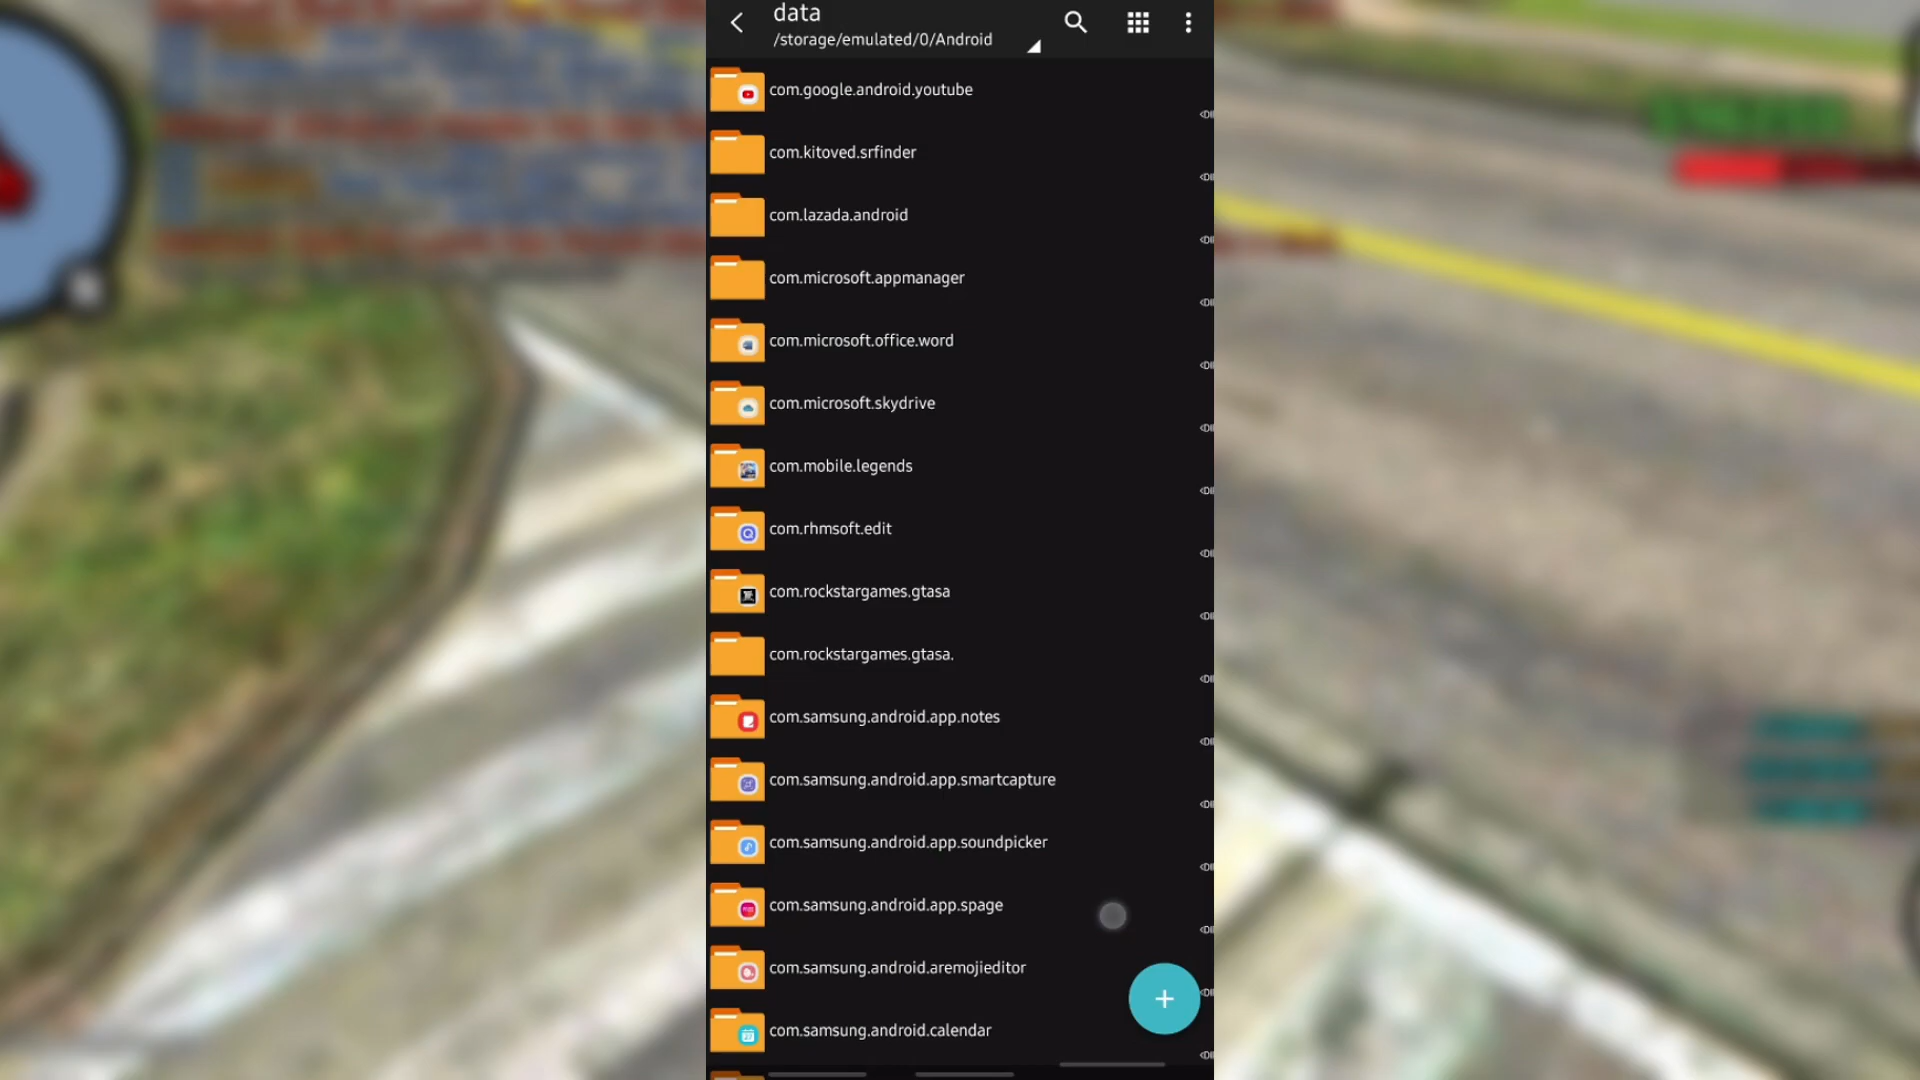 data
/storage/emulated/0/Android
com.google.android.youtube
com.kitoved.srfinder
com.lazada.android
com.microsoft.appmanager
com.microsoft.office.word
com.microsoft.skydrive
com.mobile.legends
com.rhmsoft.edit
com.rockstargames.gtasa
com.rockstargames.gtasa.
com.samsung.android.app.notes
com.samsung.android.app.smartcapture
com.samsung.android.app.soundpicker
com.samsung.android.app.spage
com.samsung.android.aremojieditor
com.samsung.android.calendar